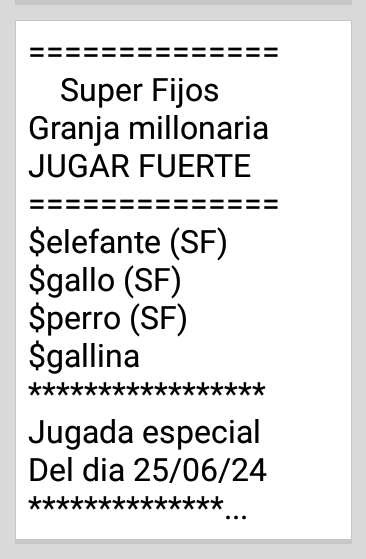 ==============
Super Fijos
Granja millonaria
JUGAR FUERTE
==============
$elefante (SF)
$gallo (SF)
$perro (SF)
$gallina
*****************
Jugada especial
Del dia 25/06/24
**************...